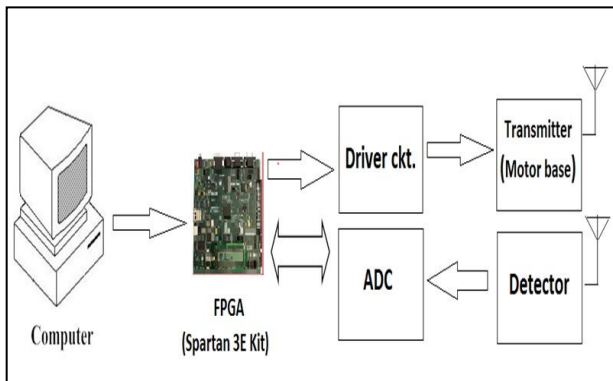 Computer
FPGA
(Spartan 3E Kit)
Driver ckt.
ADC
Transmitter
(Motor base)
Detector